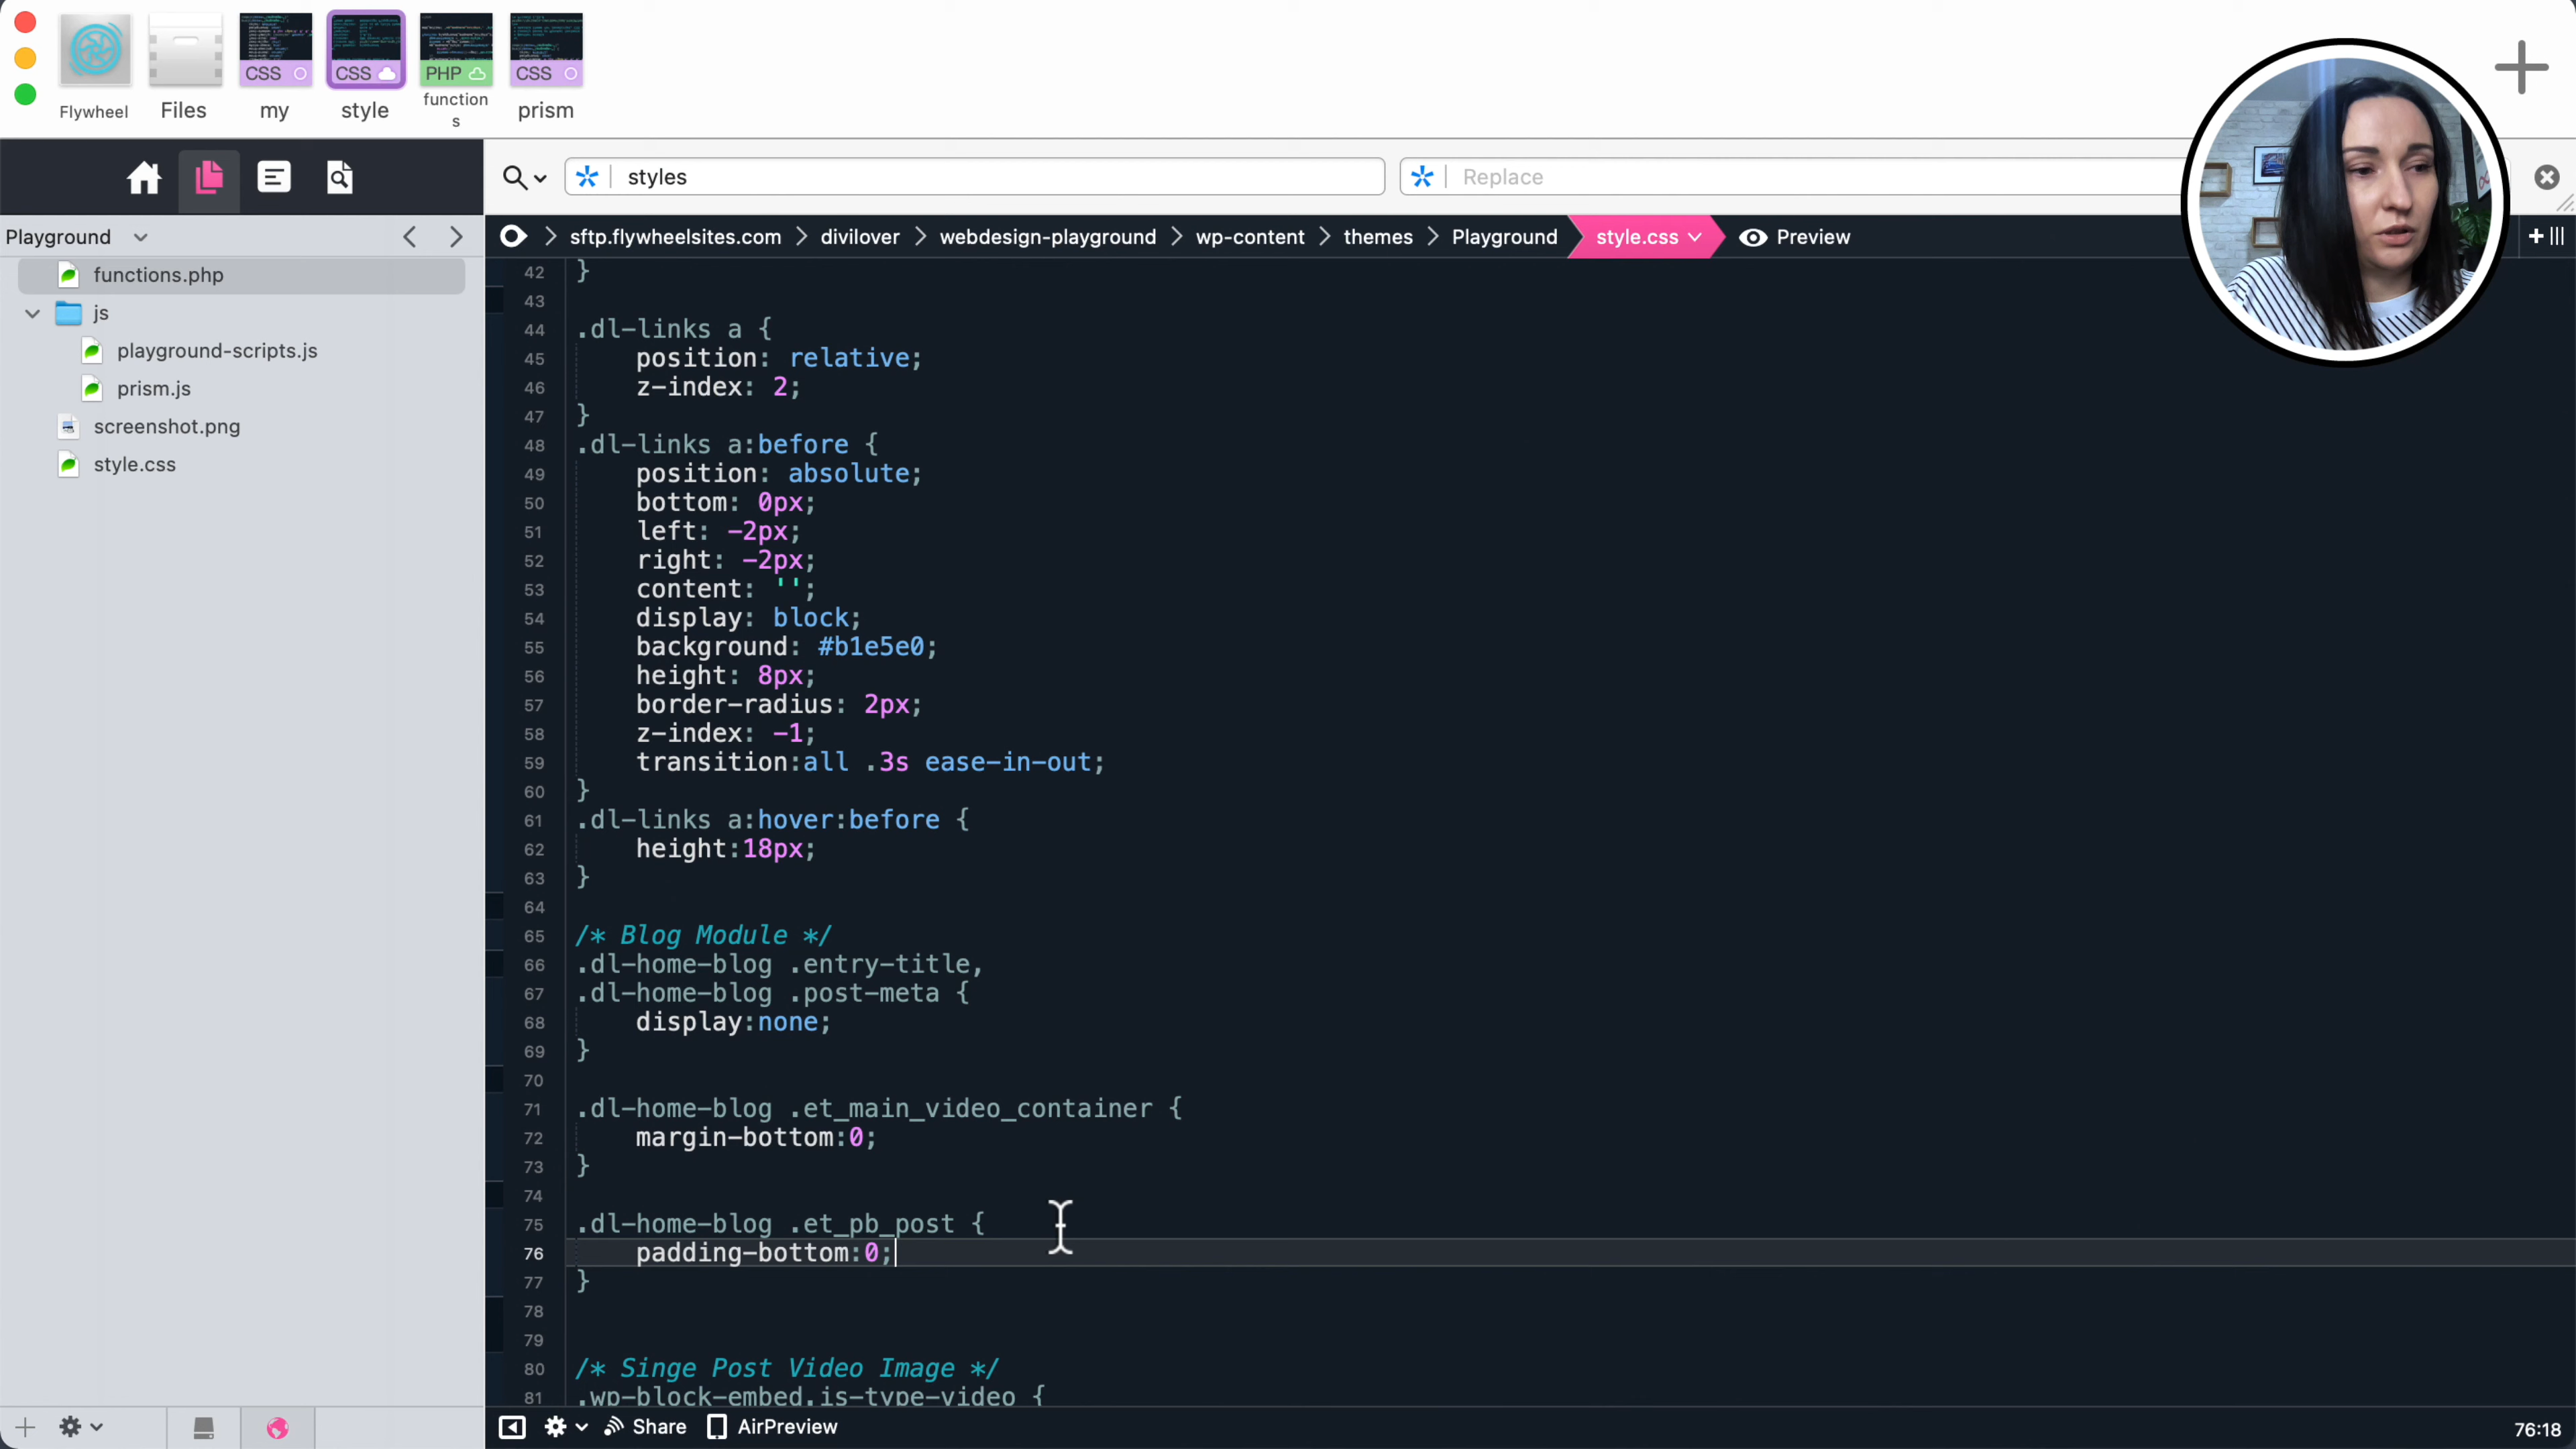 CSS
CSS
PHP
CSS
Flywheel
Files
my
style
function
s
prism
styles
Replace
Playground
sftp.flywheelsites.com
divilover
webdesign-playground
wp-content
themes
Playground
style.css
Preview
functions.php
js
playground-scripts.js
prism.js
screenshot.png
style.css
42 }
43
44 .dl-links a {
45 position: relative;
46 z-index: 2;
47 }
48 .dl-links a:before {
49 position: absolute;
50 bottom: 0px;
51 left: -2px;
52 right: -2px;
53 content: '';
54 display: block;
55 background: #b1e5e0;
56 height: 8px;
57 border-radius: 2px;
58 z-index: -1;
59 transition:all .3s ease-in-out;
60 }
61 .dl-links a:hover:before {
62 height:18px;
63 }
64
65 /* Blog Module */
66 .dl-home-blog .entry-title,
67 .dl-home-blog .post-meta {
68 display:none;
69 }
70
71 .dl-home-blog .et_main_video_container {
72 margin-bottom:0;
73 }
74
75 .dl-home-blog .et_pb_post {
76 padding-bottom:0;
77 }
78
79
80 /* Singe Post Video Image */
81 .wp-block-embed.is-type-video {
Share
AirPreview
76:18